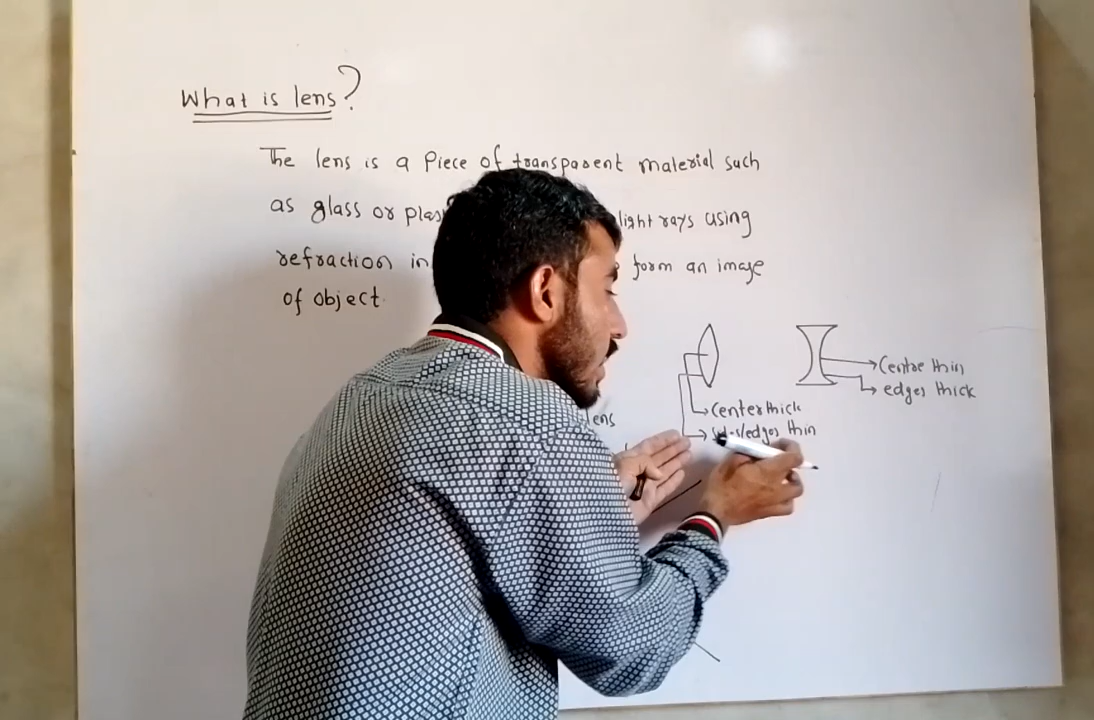 What is lens?
The lens is a piece of transparent material such
as glass or plas light rays using
refraction in form an image
of object.
Centre thin
edges thick
lens
center thick
edges thin